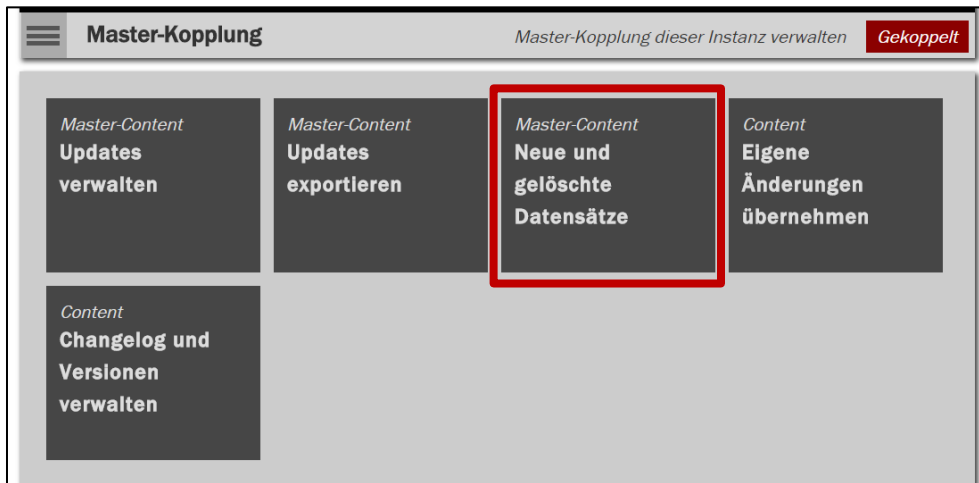 Master-Kopplung
Master-Kopplung dieser Instanz verwalten
Gekoppelt
Master-Content
Updates
verwalten
Master-Content
Updates
exportieren
Master-Content
Neue und
gelöschte
Datensätze
Content
Eigene
Änderungen
übernehmen
Content
Changelog und
Versionen
verwalten